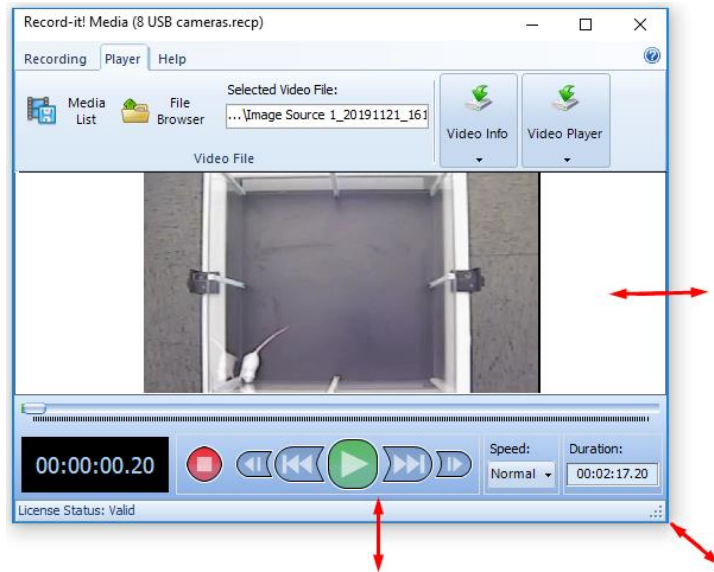 Record-it! Media (8 USB cameras.recp)
Recording Player Help
Media List
File Browser
Selected Video File:
...\Image Source 1_20191121_161
Video File
Video Info
Video Player
00:00:00.20
Speed:
Normal
Duration:
00:02:17.20
License Status: Valid